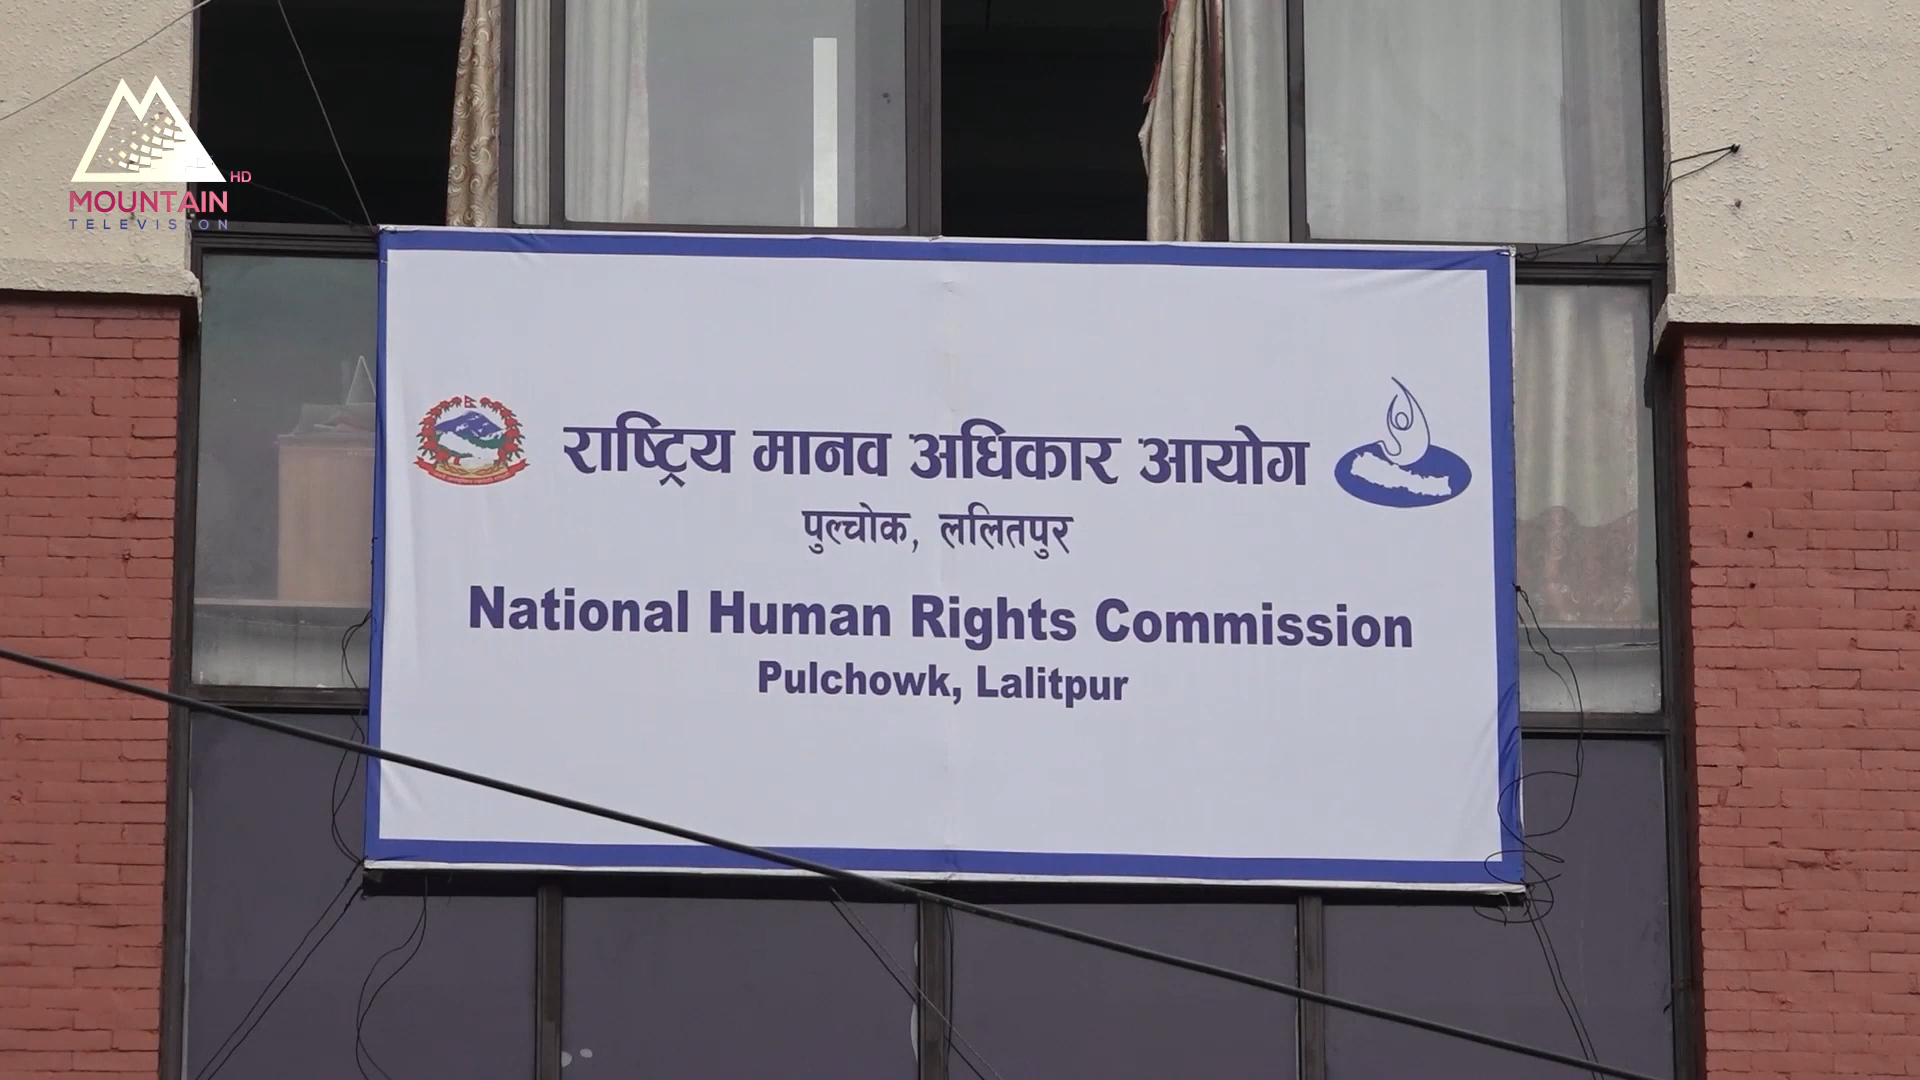 HD
MOUNTAIN
TELEVISION
राष्ट्रिय मानव अधिकार आयोग
पुल्चोक, ललितपुर
National Human Rights Commission
Pulchowk, Lalitpur